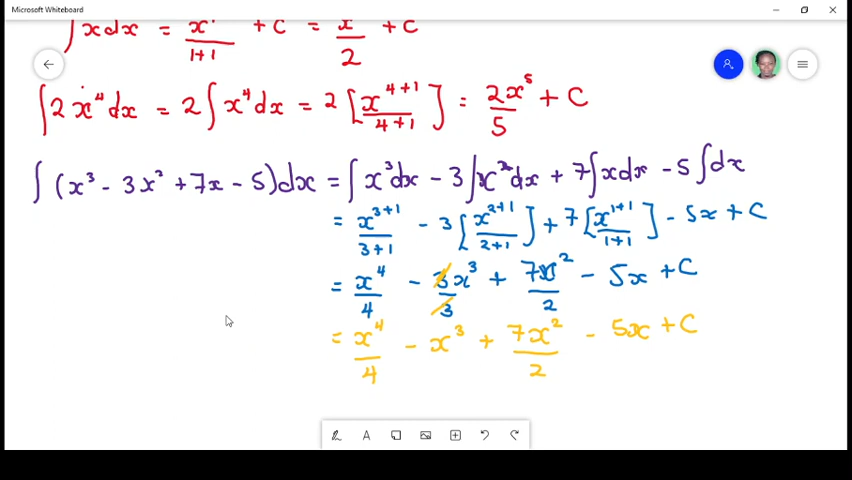 Microsoft Whiteboard
∫xdx = x/(1+1) + C = x/2 + C
∫2x⁴dx = 2∫x⁴dx = 2[x⁴⁺¹/(4+1)] = 2x⁵/5 + C
∫(x³ - 3x² + 7x - 5)dx = ∫x³dx - 3∫x²dx + 7∫xdx - 5∫dx
= x³⁺¹/(3+1) - 3[x²⁺¹/(2+1)] + 7[x¹⁺¹/(1+1)] - 5x + C
= x⁴/4 - 3x³/3 + 7x²/2 - 5x + C
= x⁴/4 - x³ + 7x²/2 - 5x + C
A